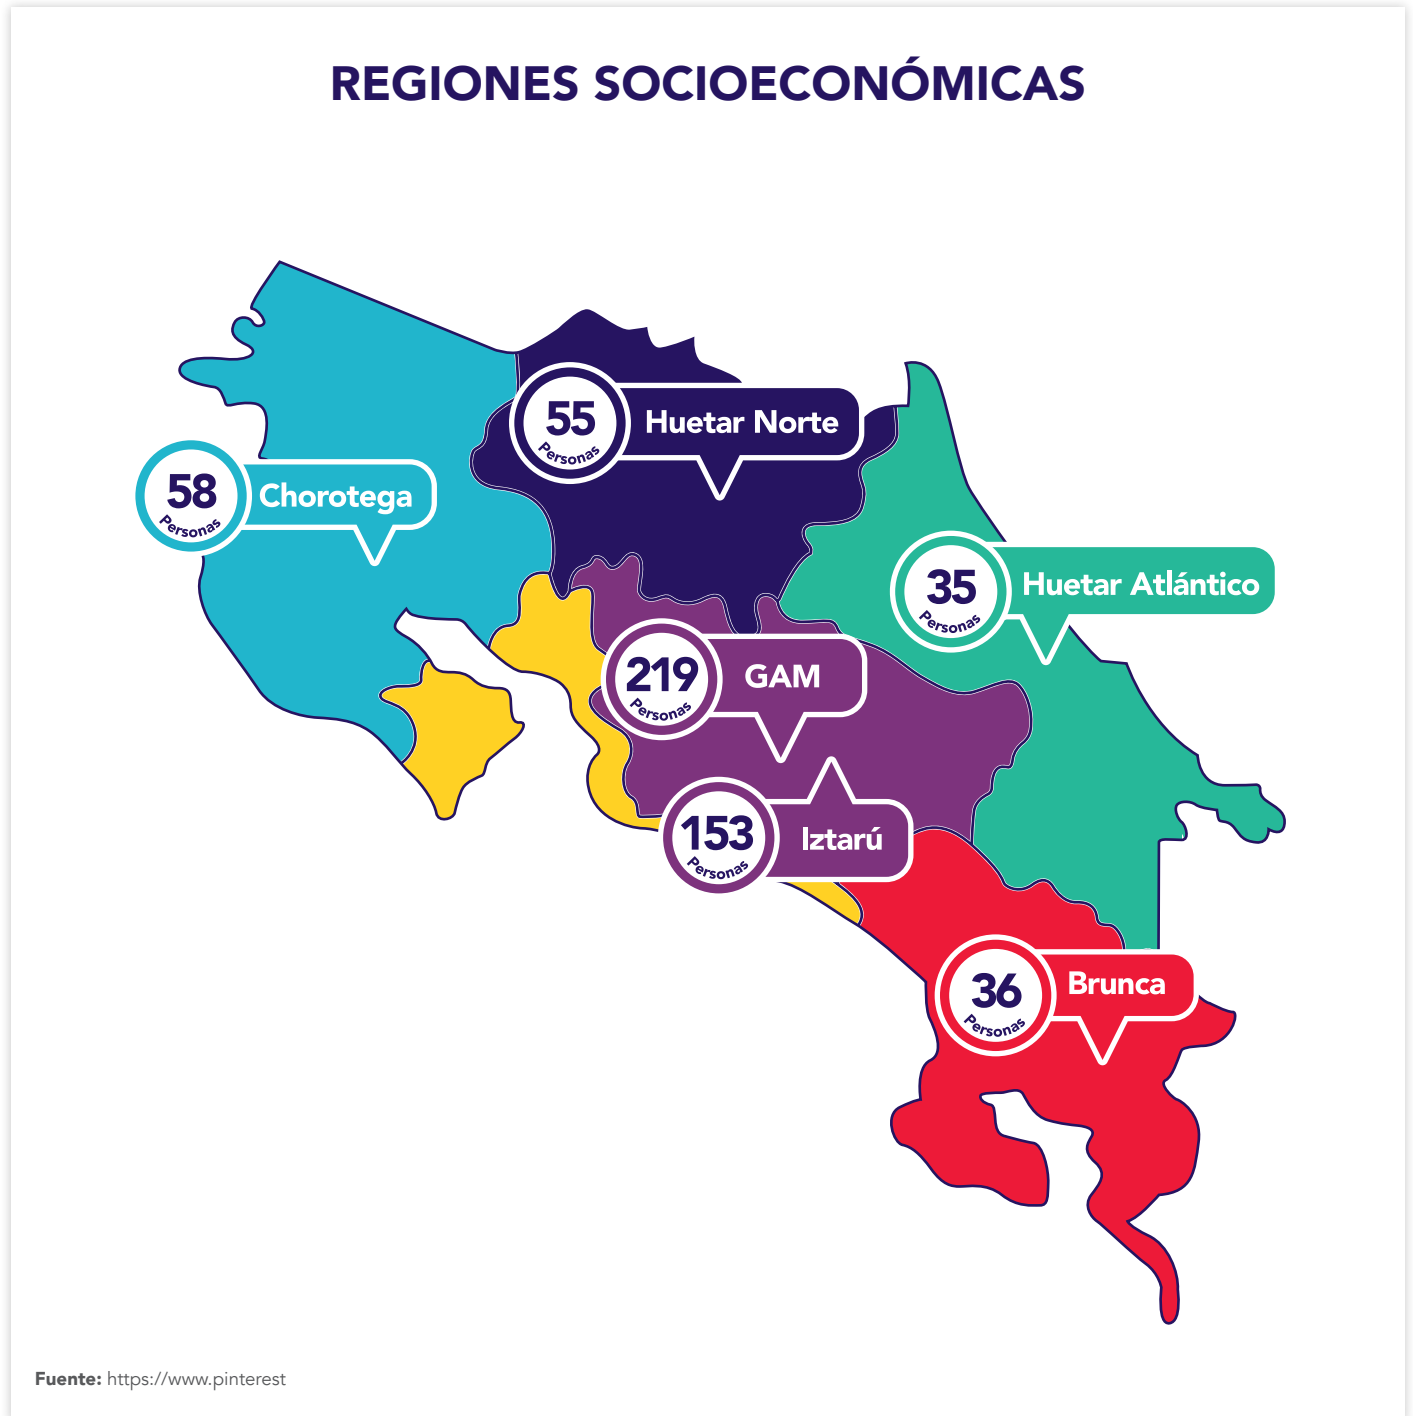 REGIONES SOCIOECONÓMICAS
55
Personas
Huetar Norte
58
Personas
Chorotega
35
Personas
Huetar Atlántico
219
Personas
GAM
153
Personas
Iztarú
36
Personas
Brunca
Fuente: https://www.pinterest